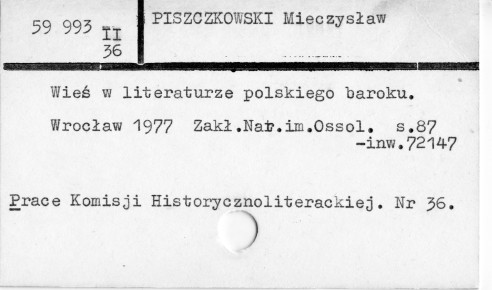 59 993 II
36
PISZCZKOWSKI Mieczysław
Wieś w literaturze polskiego baroku.
Wrocław 1977 Zakł.Nar.im.Ossol. s.87
-inw.72147
Prace Komisji Historycznoliterackiej. Nr 36.